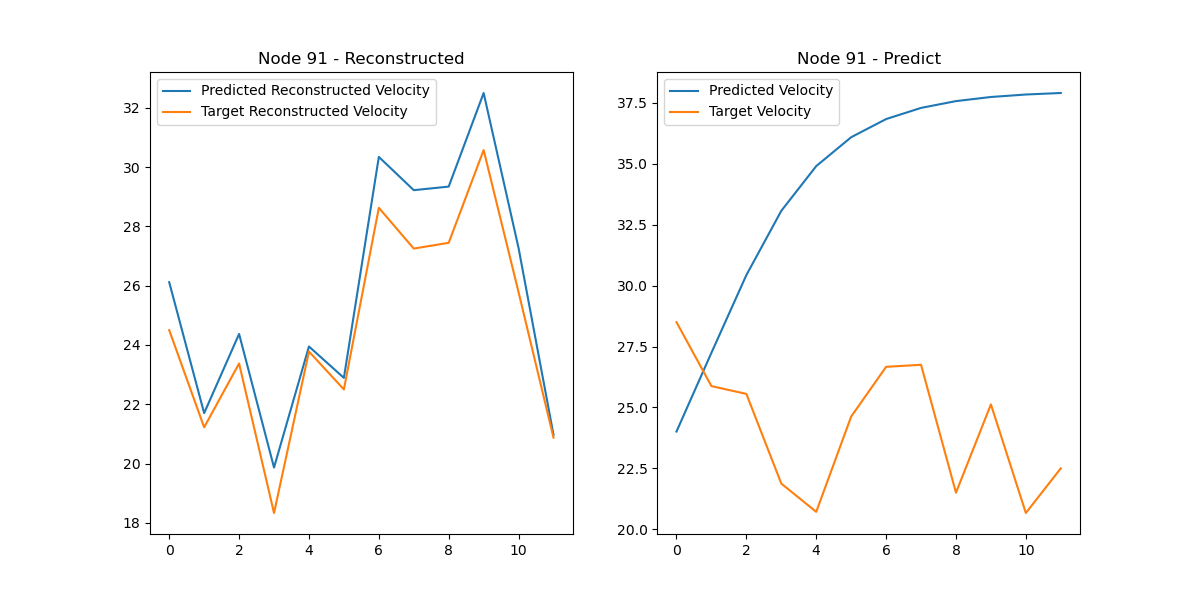 Node 91 - Reconstructed
Predicted Reconstructed Velocity
Target Reconstructed Velocity
32
30
28
26
24
22
20
18
0 2 4 6 8 10
Node 91 - Predict
Predicted Velocity
Target Velocity
37.5
35.0
32.5
30.0
27.5
25.0
22.5
20.0
0 2 4 6 8 10